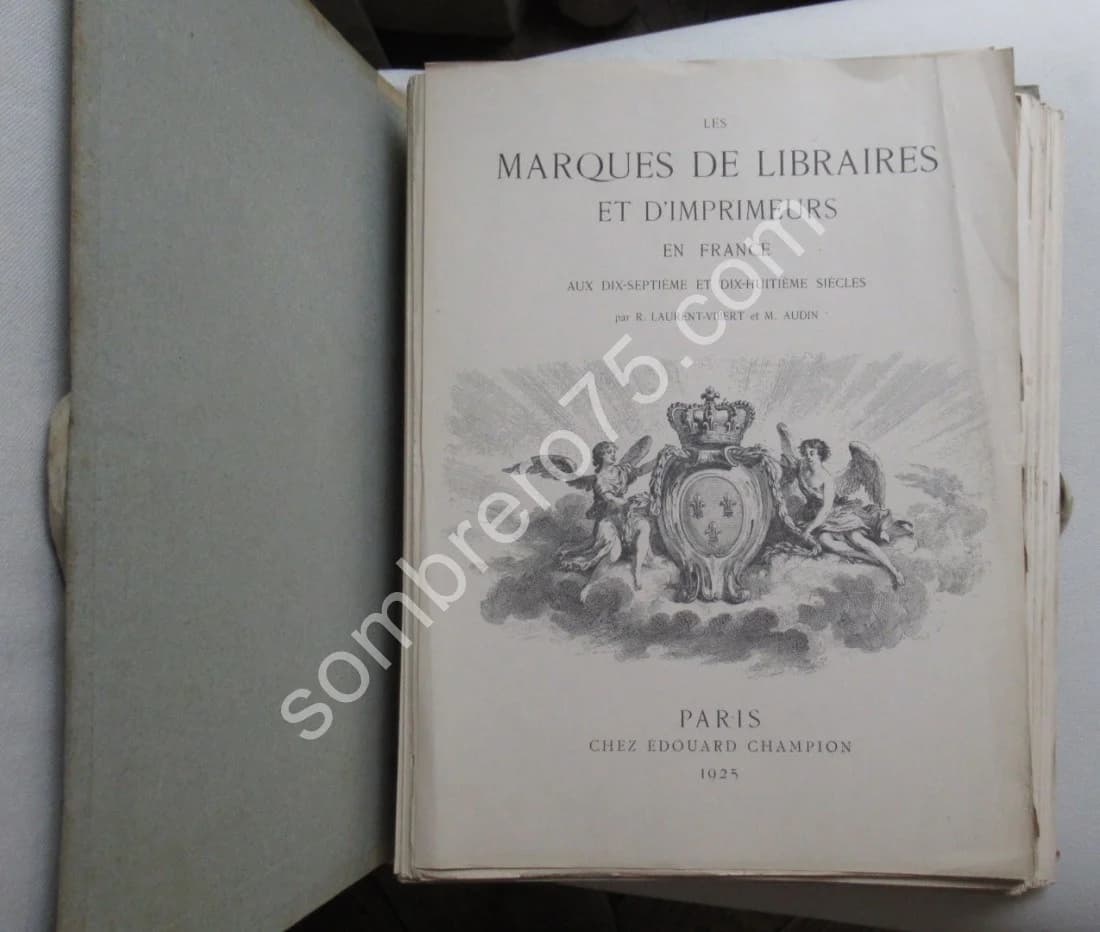 LES
MARQUES DE LIBRAIRES
ET D'IMPRIMEURS
EN FRANCE
AUX DIX-SEPTIÈME ET DIX-HUITIÈME SIÈCLES
par R. LAURENT-VIBERT et M. AUDIN
PARIS
CHEZ EDOUARD CHAMPION
1925
sombrero75.com